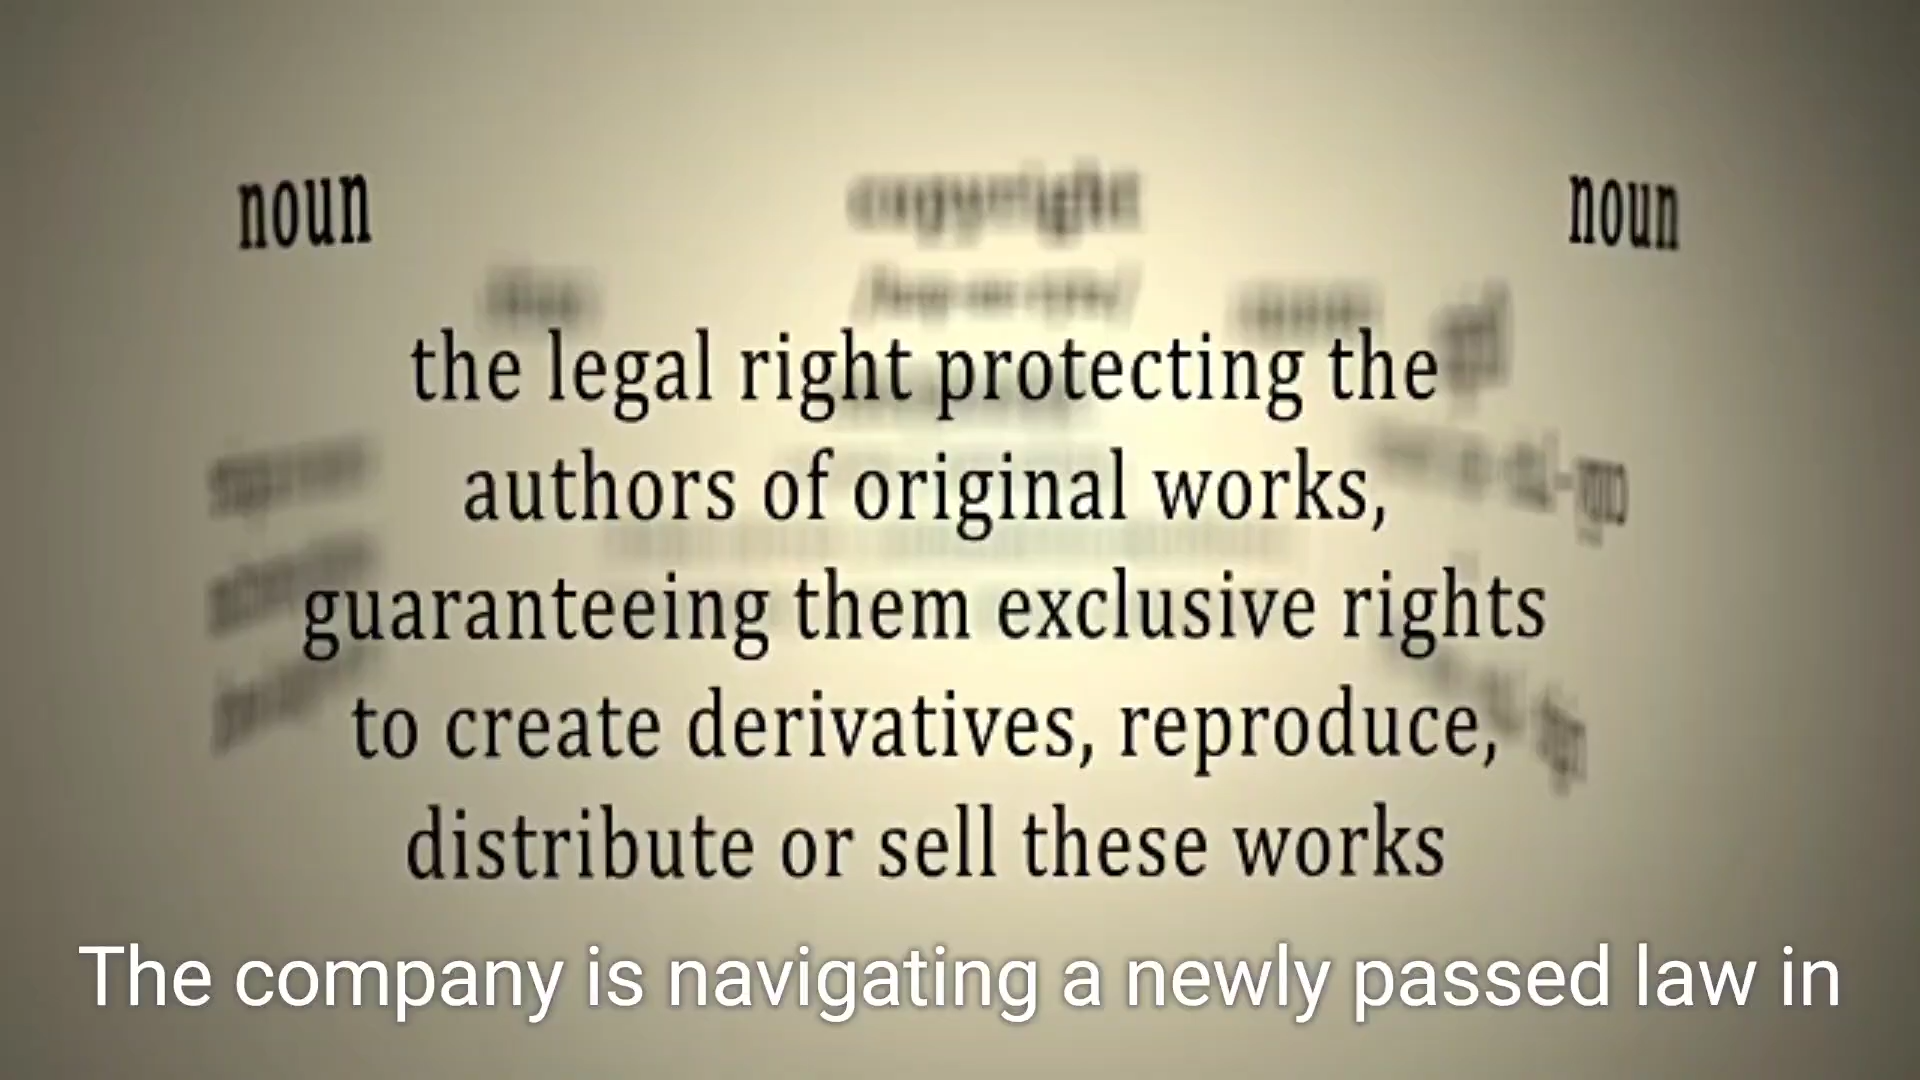 noun
copyright
noun
the legal right protecting the
authors of original works,
guaranteeing them exclusive rights
to create derivatives, reproduce,
distribute or sell these works
The company is navigating a newly passed law in